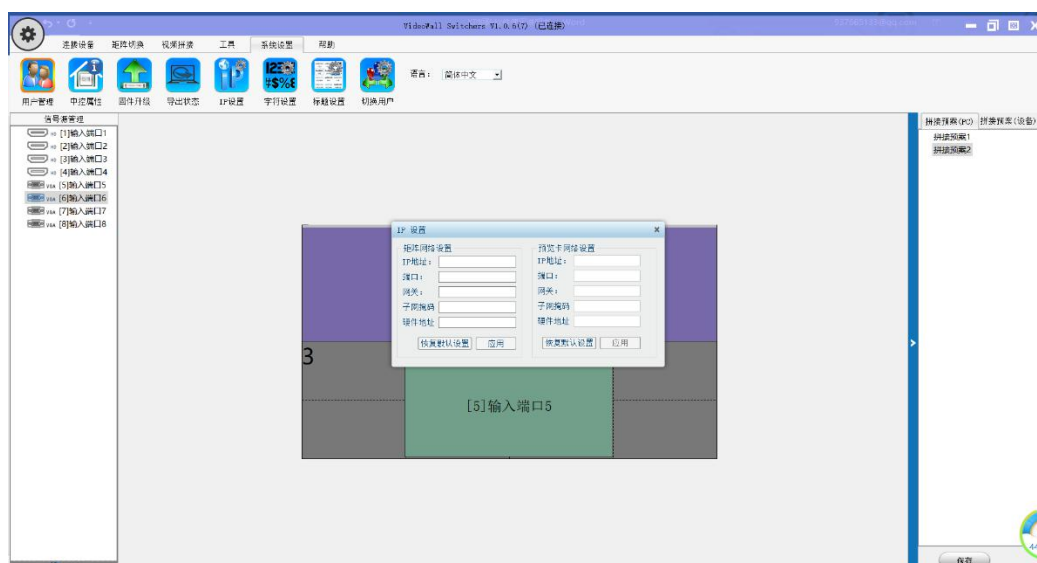 VideoWall Switchers V1.0.6(7) (已连接)
连接设备 矩阵切换 视频拼接 工具 系统设置 帮助
语言： 简体中文
用户管理 中控属性 固件升级 导出状态 IP设置 字符设置 标题设置 切换用户
信号源管理
[1]输入端口1
[2]输入端口2
[3]输入端口3
[4]输入端口4
VGA [5]输入端口5
VGA [6]输入端口6
VGA [7]输入端口7
VGA [8]输入端口8
3
[5]输入端口5
IP 设置 x
矩阵网络设置
IP地址：
端口：
网关：
子网掩码
硬件地址
恢复默认设置 应用
预览卡网络设置
IP地址：
端口：
网关：
子网掩码
硬件地址
恢复默认设置 应用
拼接预案(PC) 拼接预案(设备)
拼接预案1
拼接预案2
保存